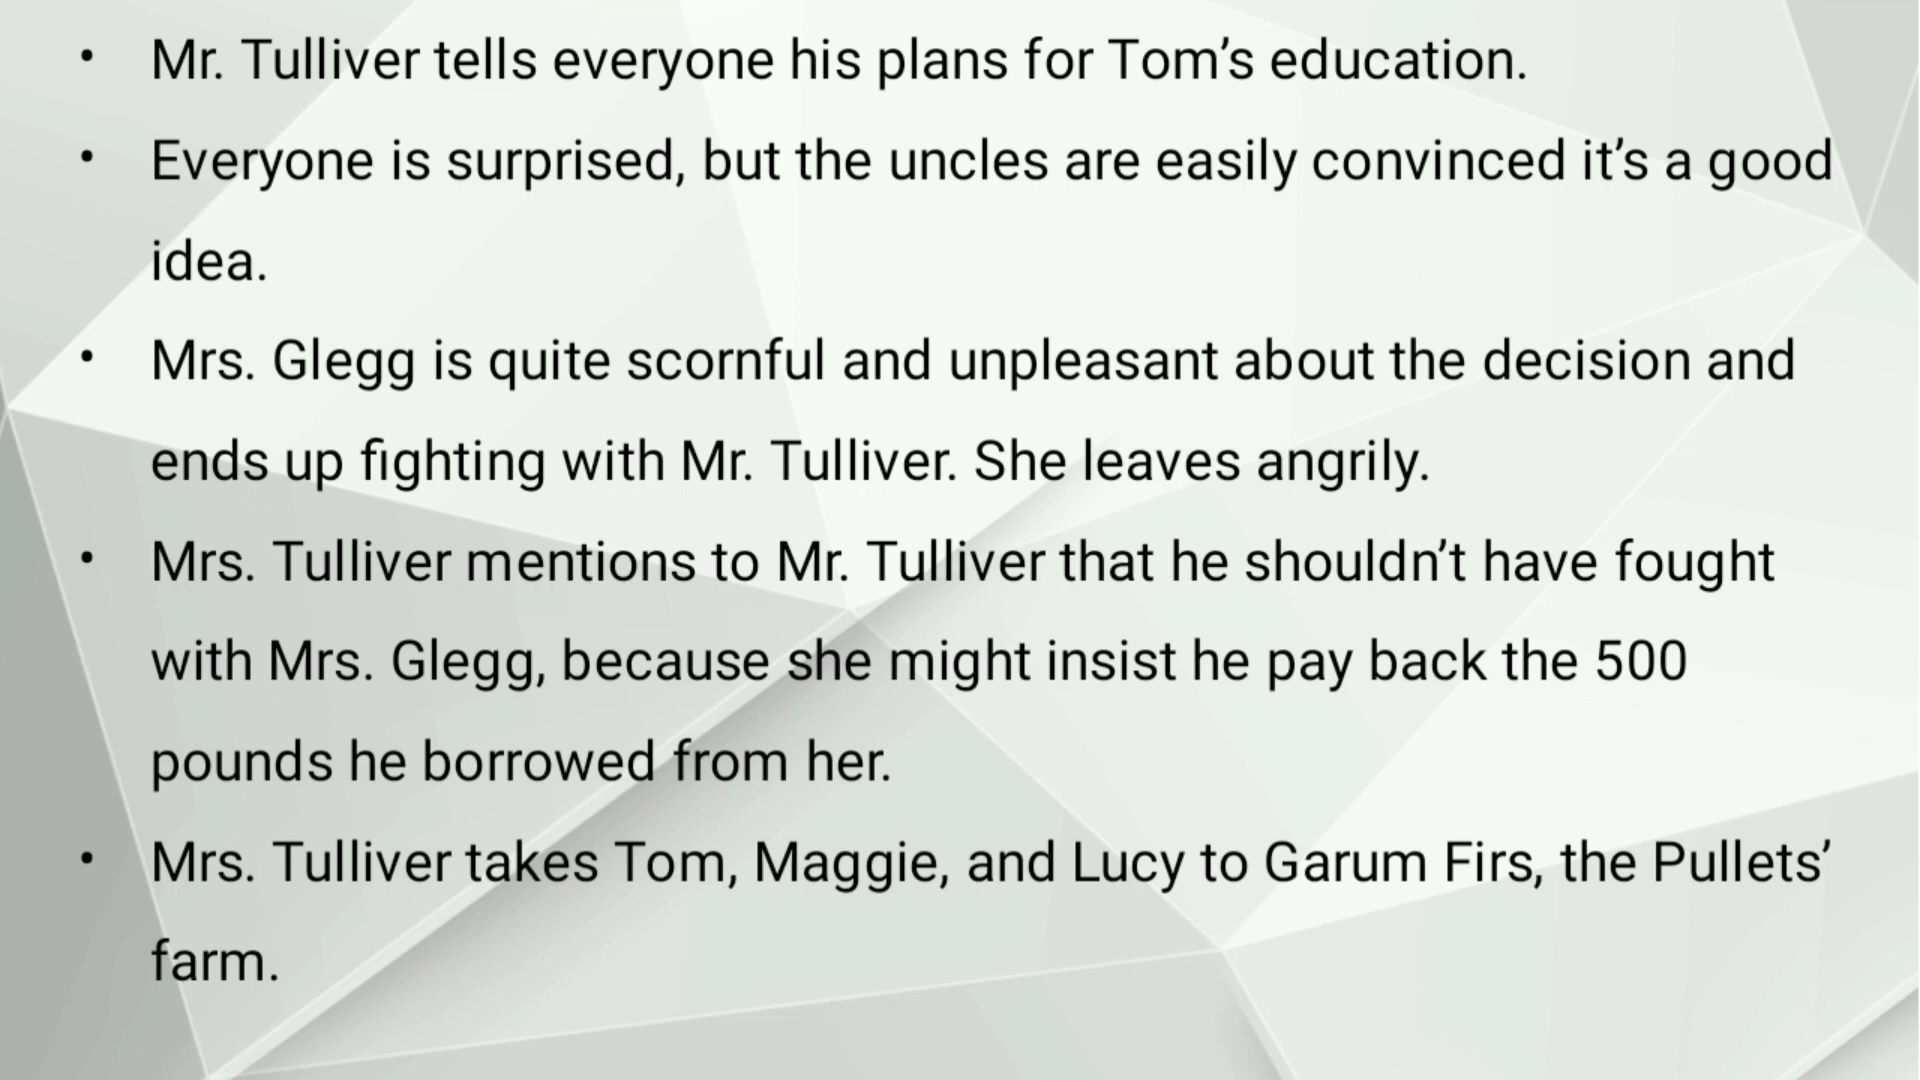 • Mr. Tulliver tells everyone his plans for Tom’s education.
• Everyone is surprised, but the uncles are easily convinced it’s a good
idea.
• Mrs. Glegg is quite scornful and unpleasant about the decision and
ends up fighting with Mr. Tulliver. She leaves angrily.
• Mrs. Tulliver mentions to Mr. Tulliver that he shouldn’t have fought
with Mrs. Glegg, because she might insist he pay back the 500
pounds he borrowed from her.
• Mrs. Tulliver takes Tom, Maggie, and Lucy to Garum Firs, the Pullets’
farm.